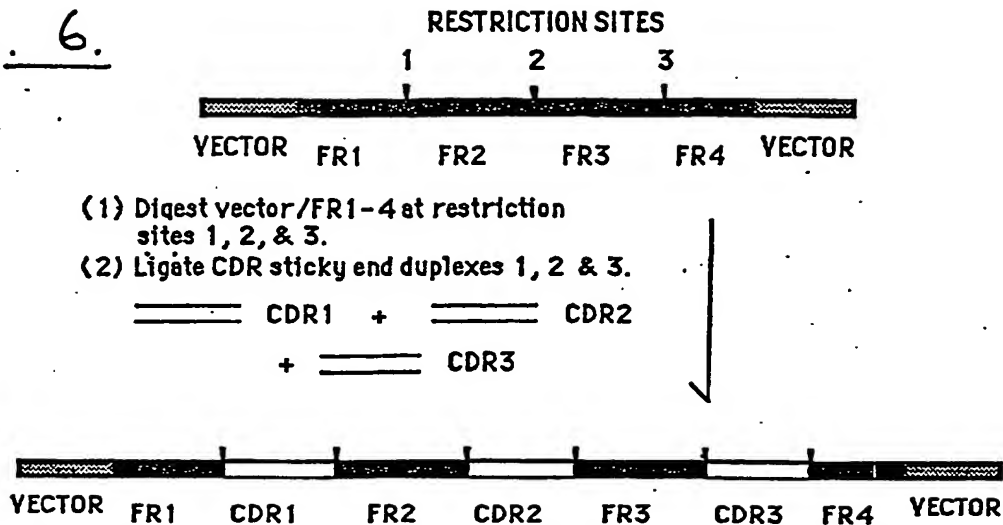 . 6.
RESTRICTION SITES
1 2 3
VECTOR FR1 FR2 FR3 FR4 VECTOR
(1) Digest vector/FR1-4 at restriction
sites 1, 2, & 3.
(2) Ligate CDR sticky end duplexes 1, 2 & 3.
CDR1 + CDR2
+ CDR3
VECTOR FR1 CDR1 FR2 CDR2 FR3 CDR3 FR4 VECTOR